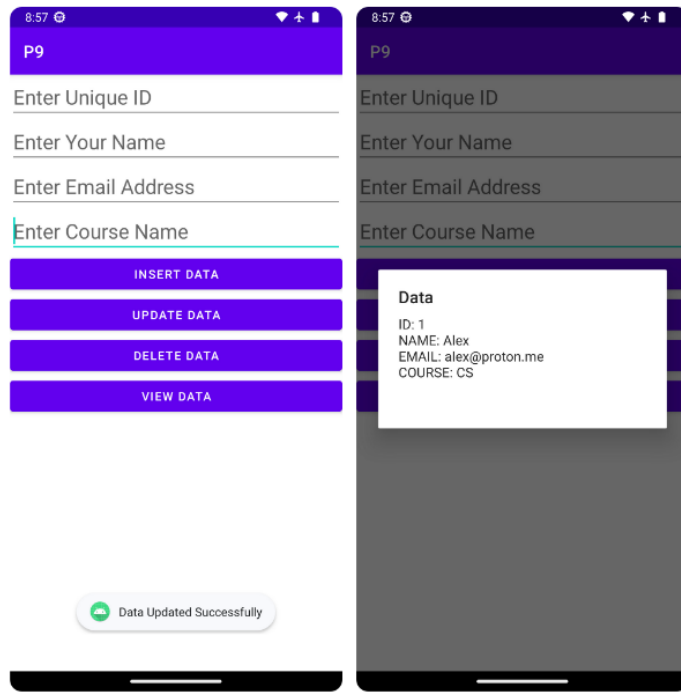 8:57
P9
Enter Unique ID
Enter Your Name
Enter Email Address
Enter Course Name
INSERT DATA
UPDATE DATA
DELETE DATA
VIEW DATA
Data Updated Successfully
8:57
P9
Enter Unique ID
Enter Your Name
Enter Email Address
Enter Course Name
Data
ID: 1
NAME: Alex
EMAIL: alex@proton.me
COURSE: CS